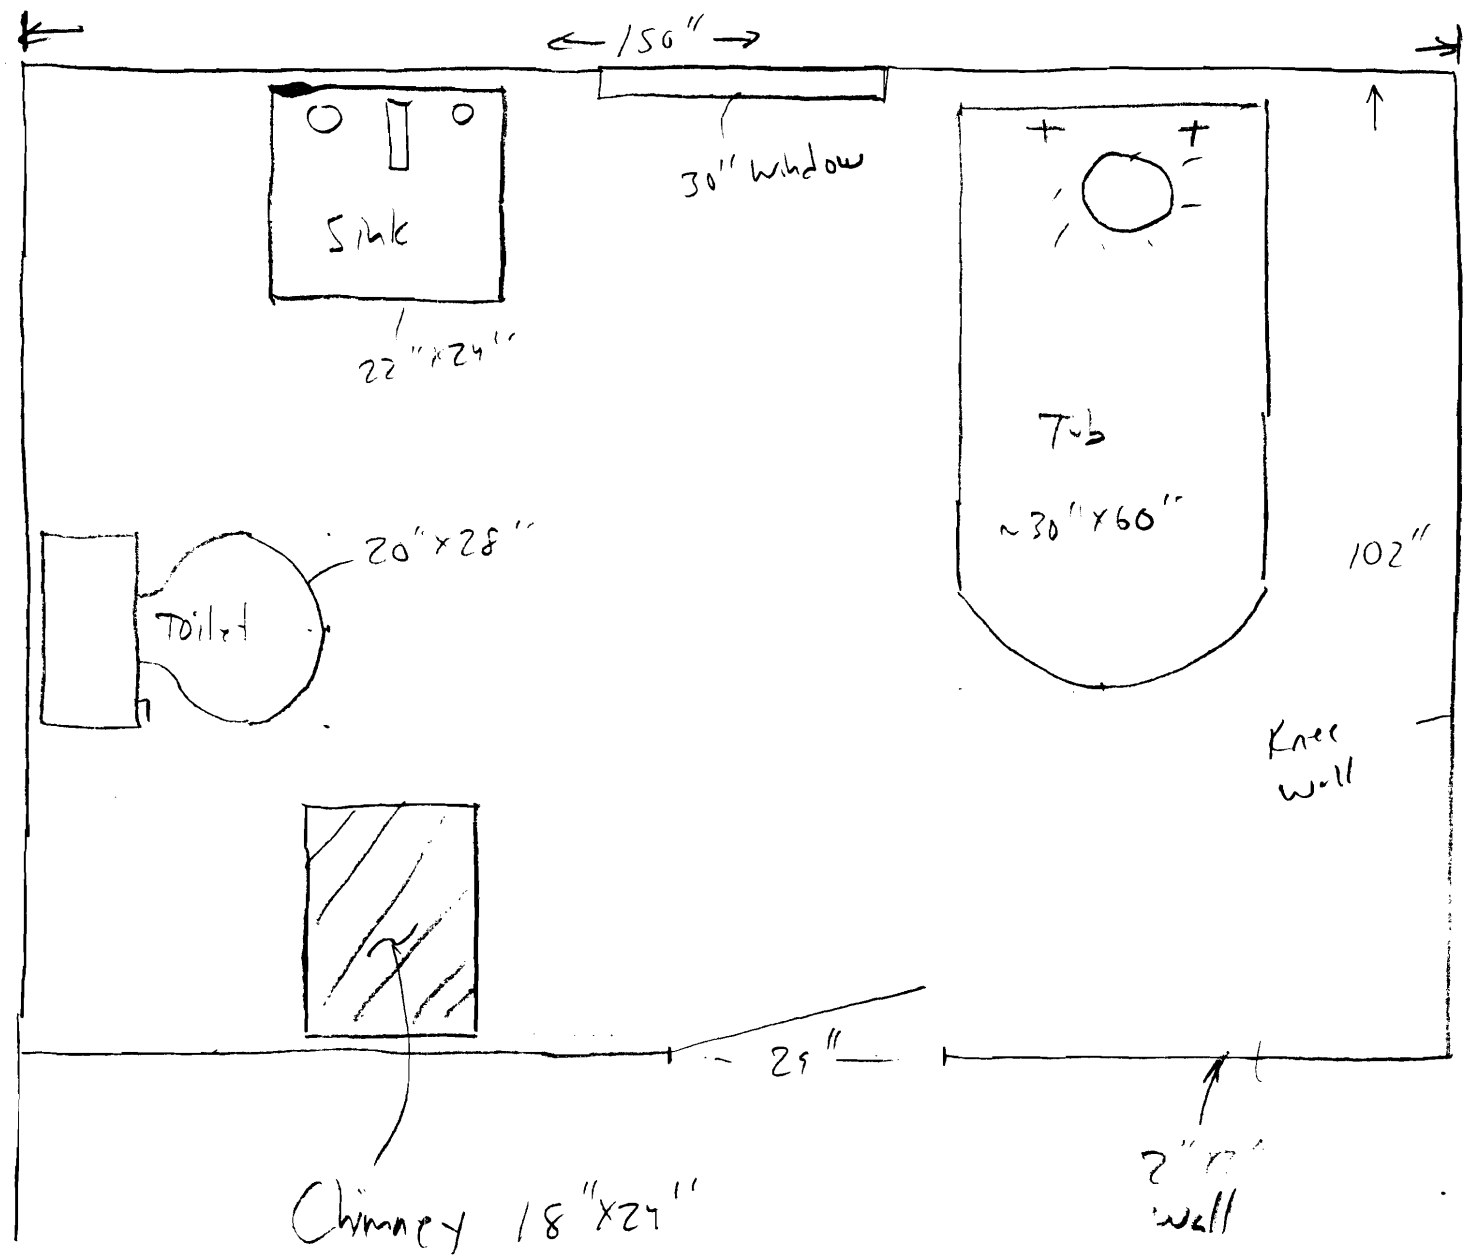 150"
30" window
Sink
22"x24"
Tub
~30"x60"
20"x28"
Toilet
102"
Knee
wall
29"
Chimney 18"x24"
wall